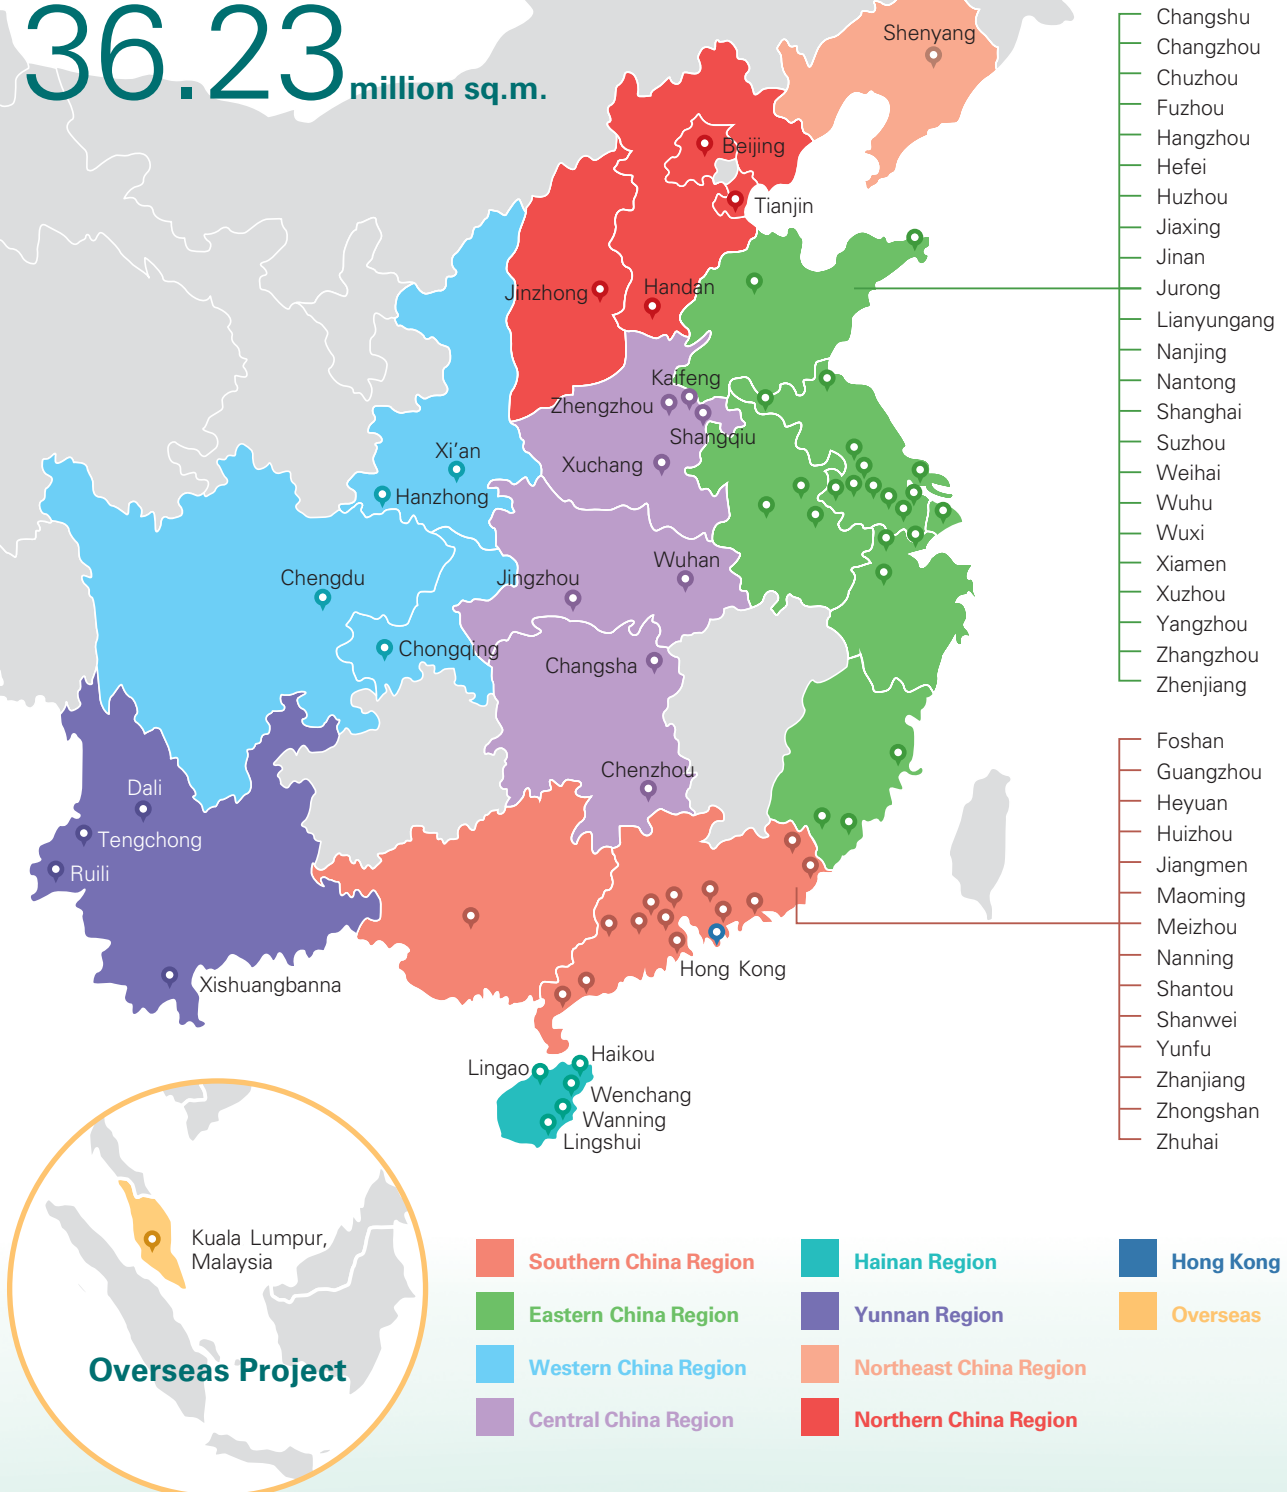 36.23 million sq.m.
Shenyang
Beijing
Tianjin
Jinzhong
Handan
Kaifeng
Zhengzhou
Shangqiu
Xuchang
Xi'an
Hanzhong
Chengdu
Chongqing
Jingzhou
Wuhan
Changsha
Chenzhou
Dali
Tengchong
Ruili
Xishuangbanna
Hong Kong
Lingao
Haikou
Wenchang
Wanning
Lingshui
Changshu
Changzhou
Chuzhou
Fuzhou
Hangzhou
Hefei
Huzhou
Jiaxing
Jinan
Jurong
Lianyungang
Nanjing
Nantong
Shanghai
Suzhou
Weihai
Wuhu
Wuxi
Xiamen
Xuzhou
Yangzhou
Zhangzhou
Zhenjiang
Foshan
Guangzhou
Heyuan
Huizhou
Jiangmen
Maoming
Meizhou
Nanning
Shantou
Shanwei
Yunfu
Zhanjiang
Zhongshan
Zhuhai
Kuala Lumpur,
Malaysia
Overseas Project
Southern China Region
Eastern China Region
Western China Region
Central China Region
Hainan Region
Yunnan Region
Northeast China Region
Northern China Region
Hong Kong
Overseas